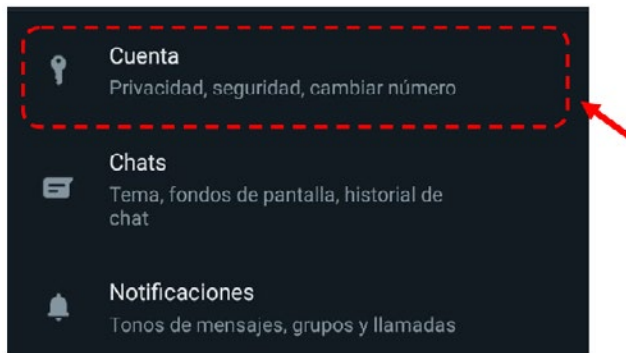 Cuenta
Privacidad, seguridad, cambiar número
Chats
Tema, fondos de pantalla, historial de
chat
Notificaciones
Tonos de mensajes, grupos y llamadas